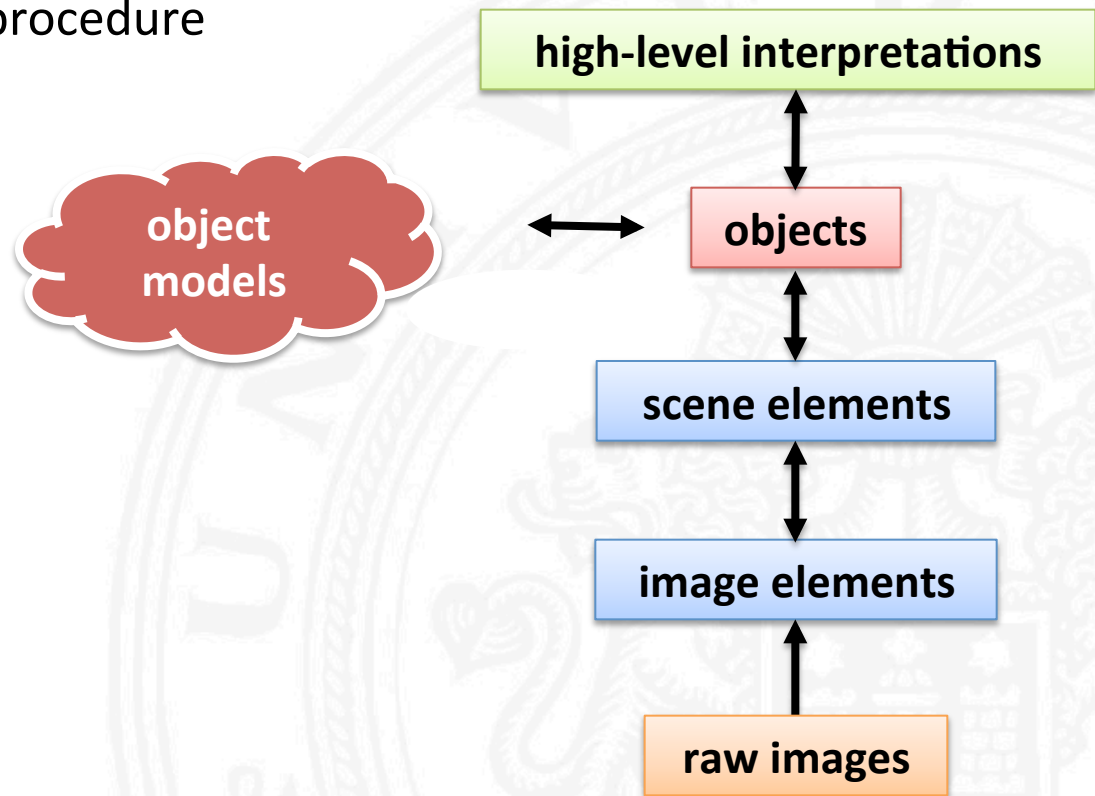 procedure
high-level interpretations
object
models
objects
scene elements
image elements
raw images